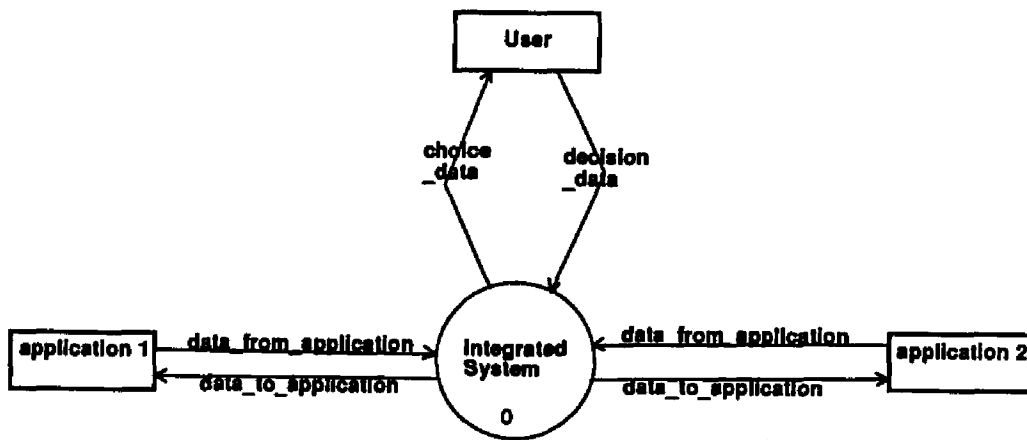 User
choice
_data
decision
_data
application 1
data_from_application
data_to_application
Integrated
System
0
data_from_application
data_to_application
application 2